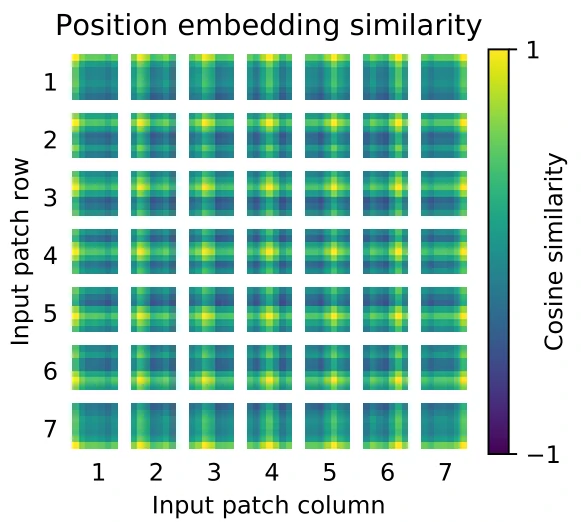 Position embedding similarity
1
2
3
4
5
6
7
Input patch row
1 2 3 4 5 6 7
Input patch column
1
−1
Cosine similarity